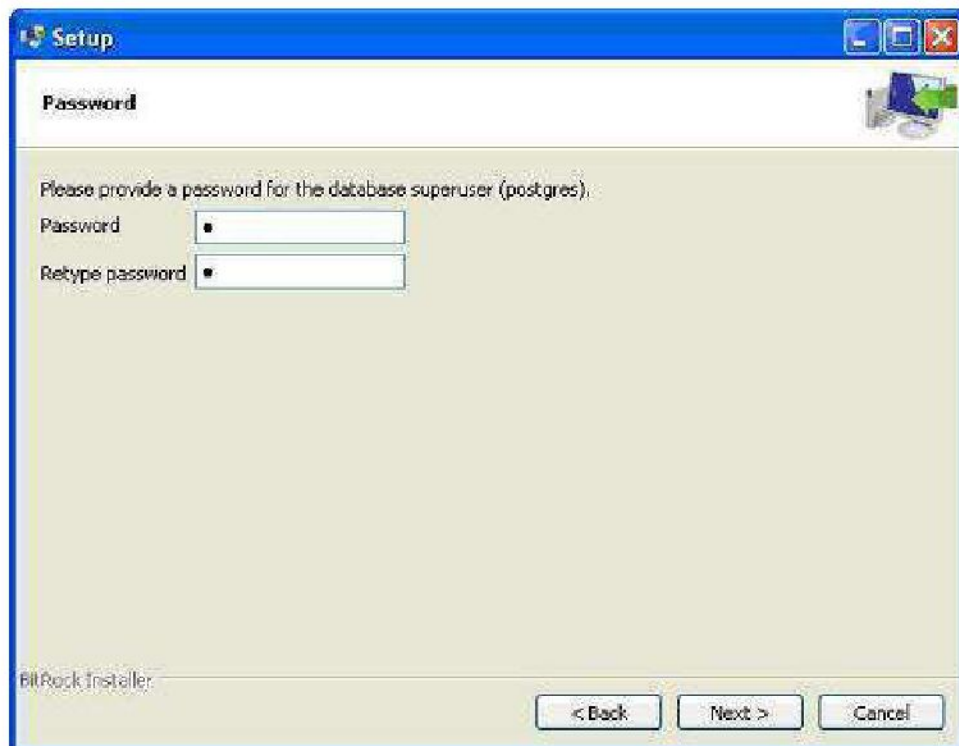 Setup
Password
Please provide a password for the database superuser (postgres).
Password
Retype password
BitRock Installer
< Back
Next >
Cancel